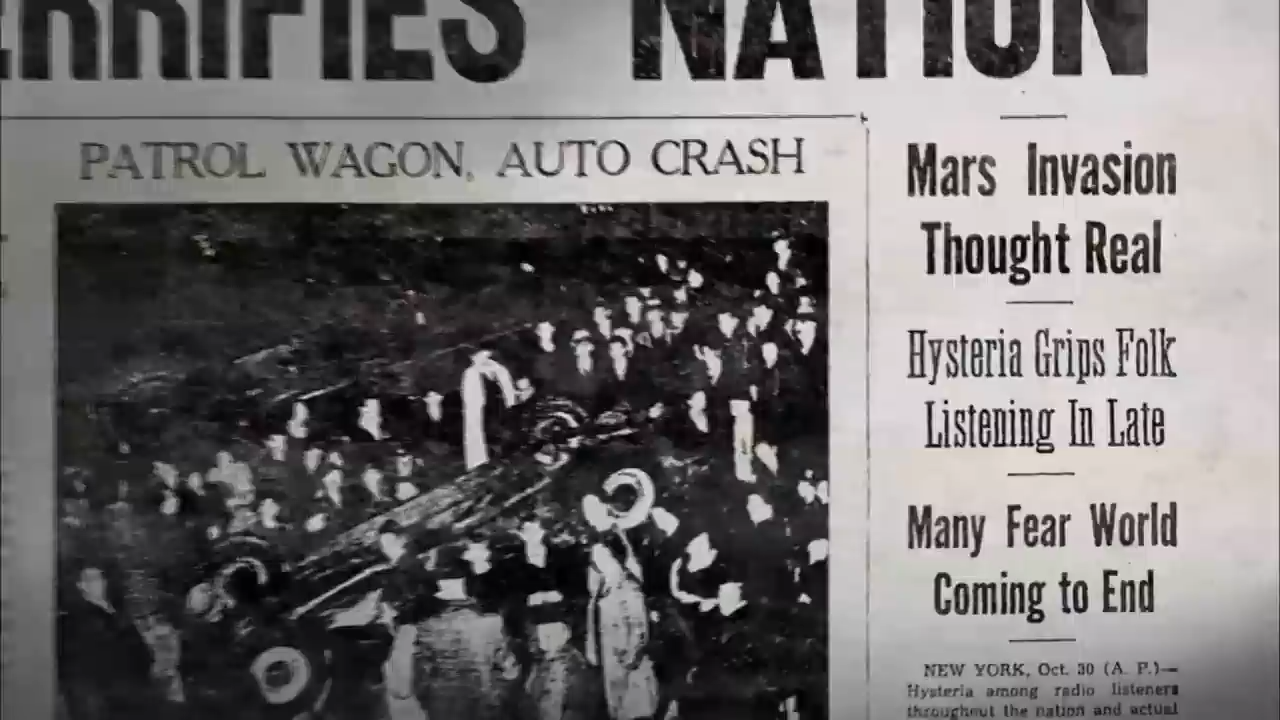 ERRIFIES NATION
PATROL WAGON, AUTO CRASH
Mars Invasion
Thought Real
Hysteria Grips Folk
Listening In Late
Many Fear World
Coming to End
NEW YORK, Oct. 30 (A. P.)—
Hysteria among radio listeners
throughout the nation and actual